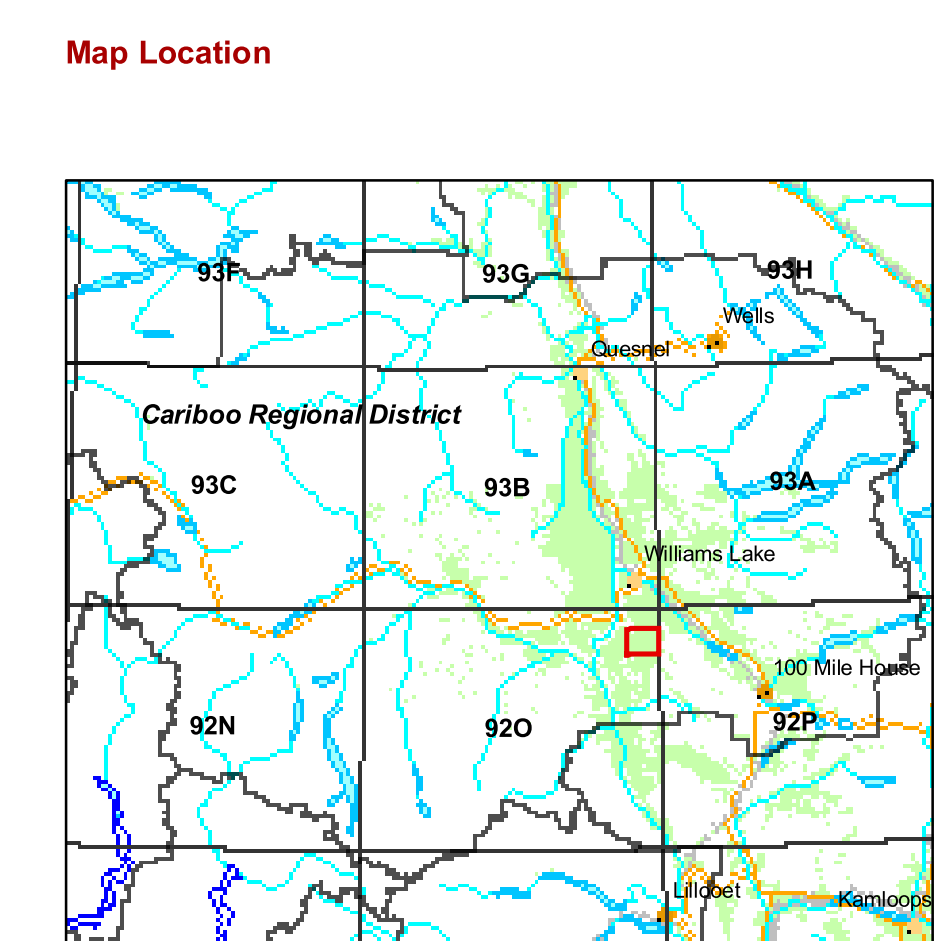 Map Location
93F
93G
93H
Wells
Quesnel
Cariboo Regional District
93C
93B
93A
Williams Lake
100 Mile House
92N
92O
92P
Lillooet
Kamloops